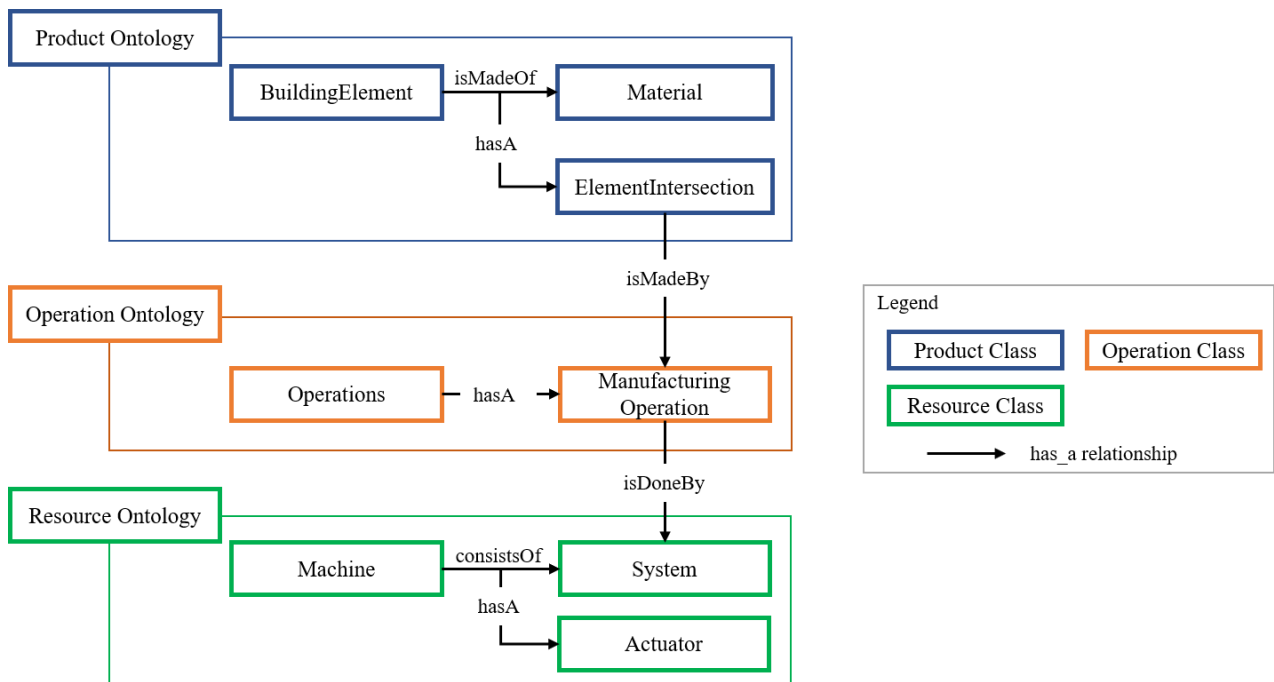 Product Ontology
BuildingElement
isMadeOf
Material
hasA
ElementIntersection
isMadeBy
Operation Ontology
Operations
hasA
Manufacturing
Operation
isDoneBy
Resource Ontology
Machine
consistsOf
System
hasA
Actuator
Legend
Product Class
Operation Class
Resource Class
has_a relationship